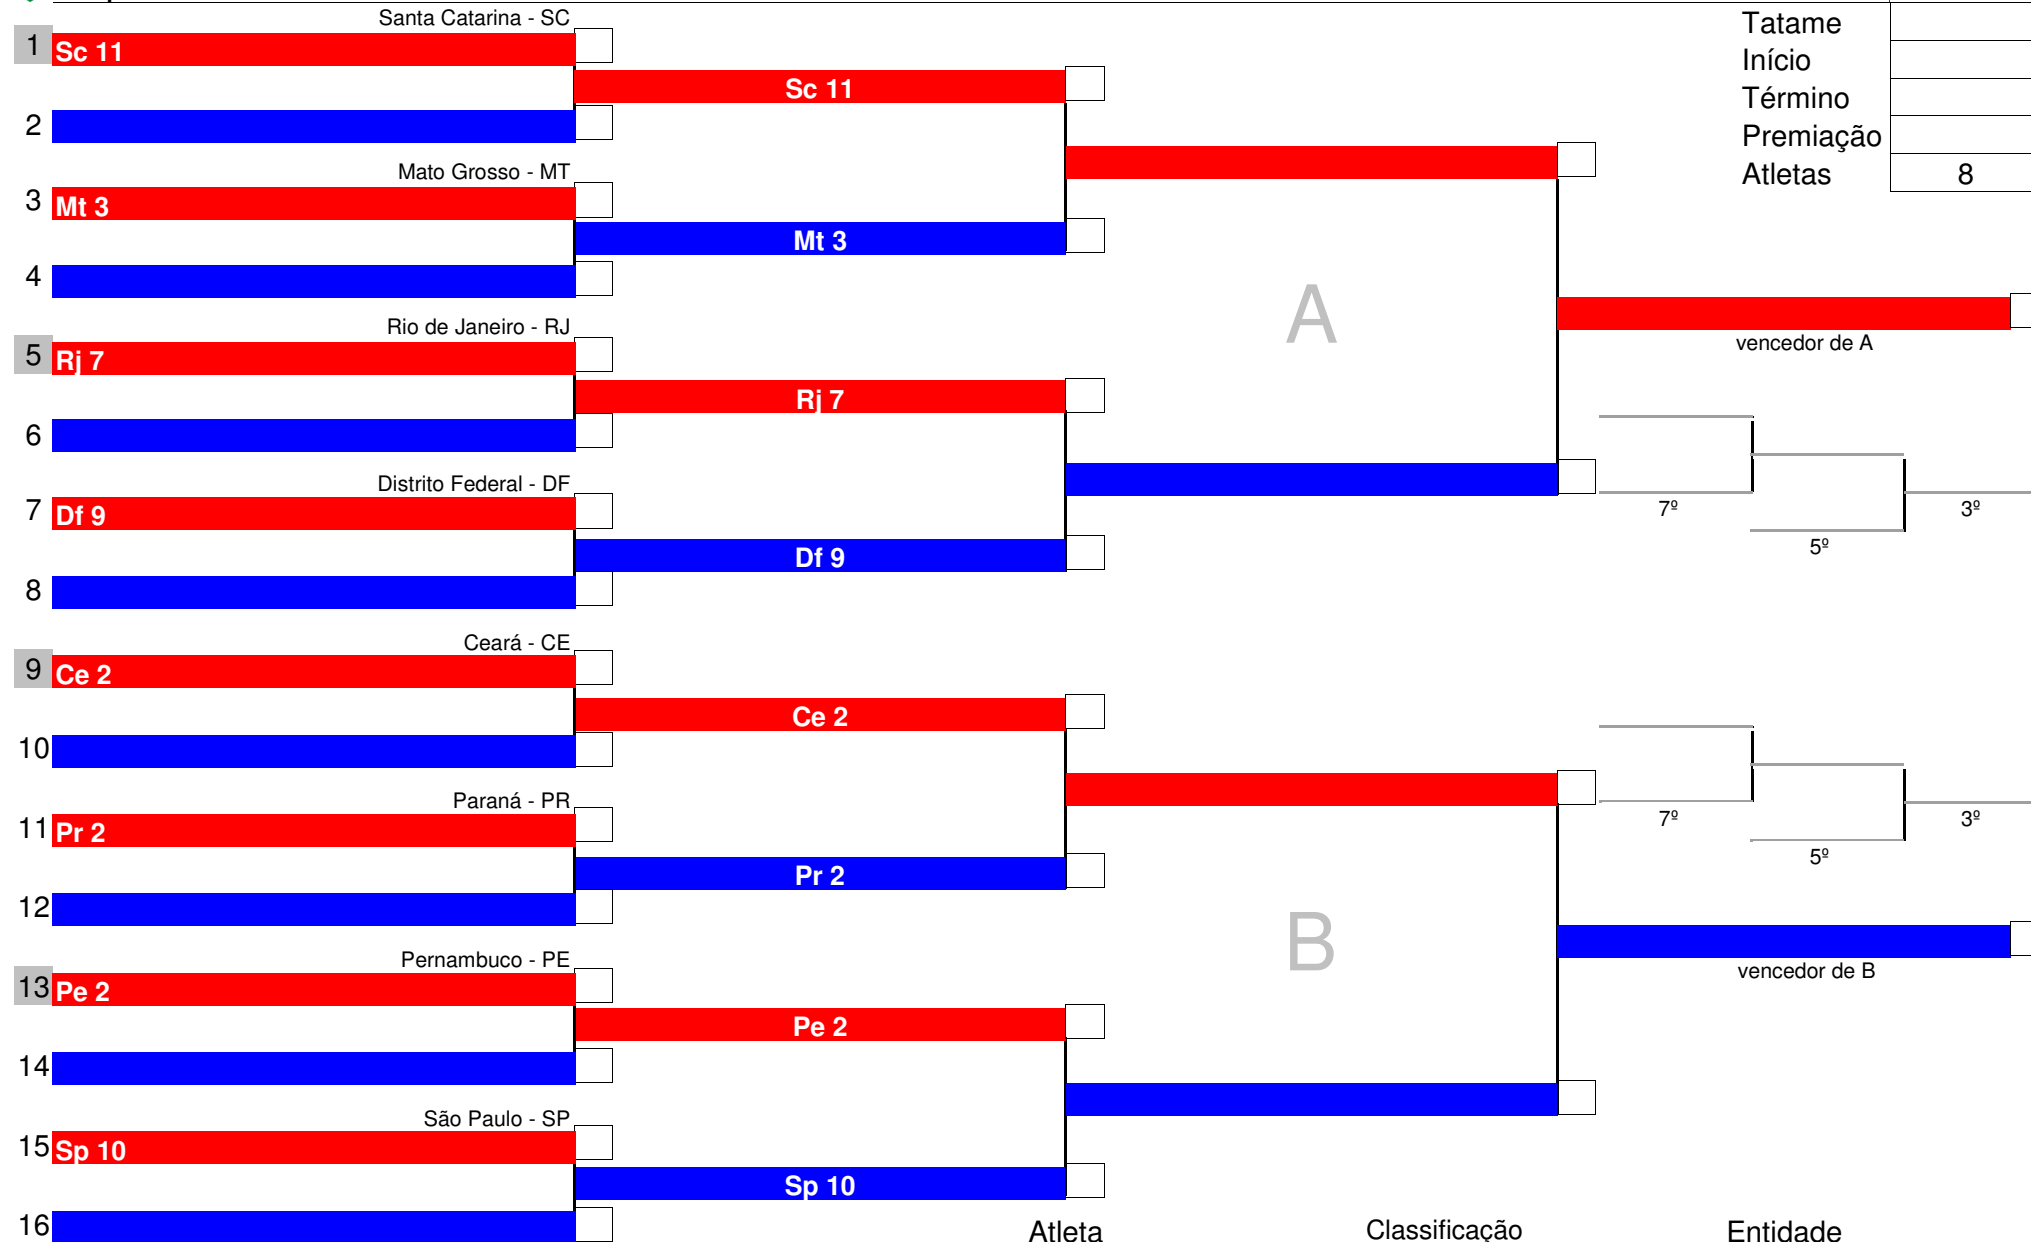 Santa Catarina - SC
1 Sc 11
Sc 11
2
Mato Grosso - MT
3 Mt 3
Mt 3
4
Rio de Janeiro - RJ
5 Rj 7
Rj 7
6
Distrito Federal - DF
7 Df 9
Df 9
8
Ceará - CE
9 Ce 2
Ce 2
10
Paraná - PR
11 Pr 2
Pr 2
12
Pernambuco - PE
13 Pe 2
Pe 2
14
São Paulo - SP
15 Sp 10
Sp 10
16
A
B
Tatame
Início
Término
Premiação
Atletas 8
vencedor de A
7º
3º
5º
7º
3º
5º
vencedor de B
Atleta Classificação Entidade